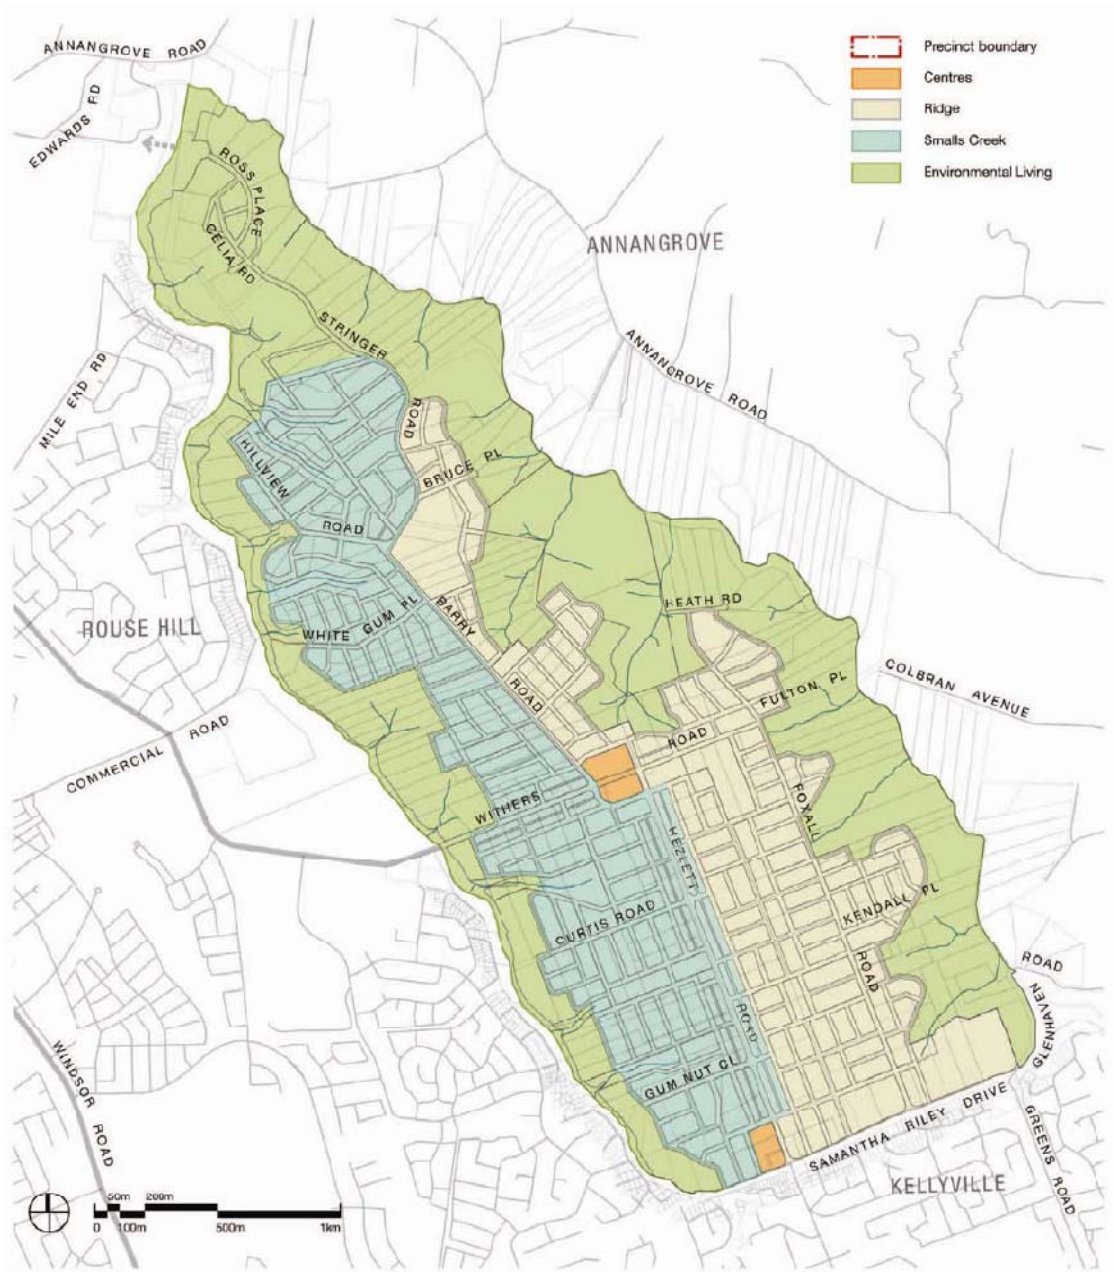 ANNANGROVE ROAD
EDWARDS RD
Precinct boundary
Centres
Ridge
Smalls Creek
Environmental Living
ROSS PLACE
CELIA RD
ANNANGROVE
STRINGER
ROAD
ANNANGROVE ROAD
MILE END RD
HILLVIEW
ROAD
BRUCE PL
HEATH RD
BARRY
ROAD
WHITE GUM PL
ROUSE HILL
COLBRAN AVENUE
FULTON PL
ROAD
COMMERCIAL ROAD
WITHERS
FOXALL
ROAD
HEZLETT
ROAD
KENDALL PL
CURTIS ROAD
ROAD
GLENHAVEN
GUM NUT CL
WINDSOR ROAD
SAMANTHA RILEY DRIVE
GREENS ROAD
KELLYVILLE
50m 200m
0 100m 500m 1km